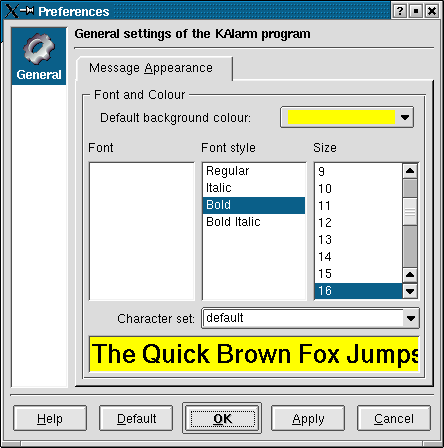 Preferences
General settings of the KAlarm program
General
Message Appearance
Font and Colour
Default background colour:
Font
Font style
Size
Regular
Italic
Bold
Bold Italic
9
10
11
12
13
14
15
16
Character set:
default
The Quick Brown Fox Jumps
Help
Default
OK
Apply
Cancel